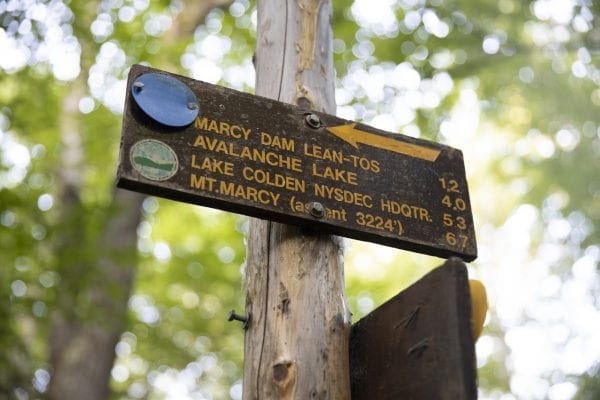 MARCY DAM LEAN-TOS 1.2
AVALANCHE LAKE 4.0
LAKE COLDEN NYSDEC HDQTR. 5.3
MT. MARCY (ascent 3224') 6.7